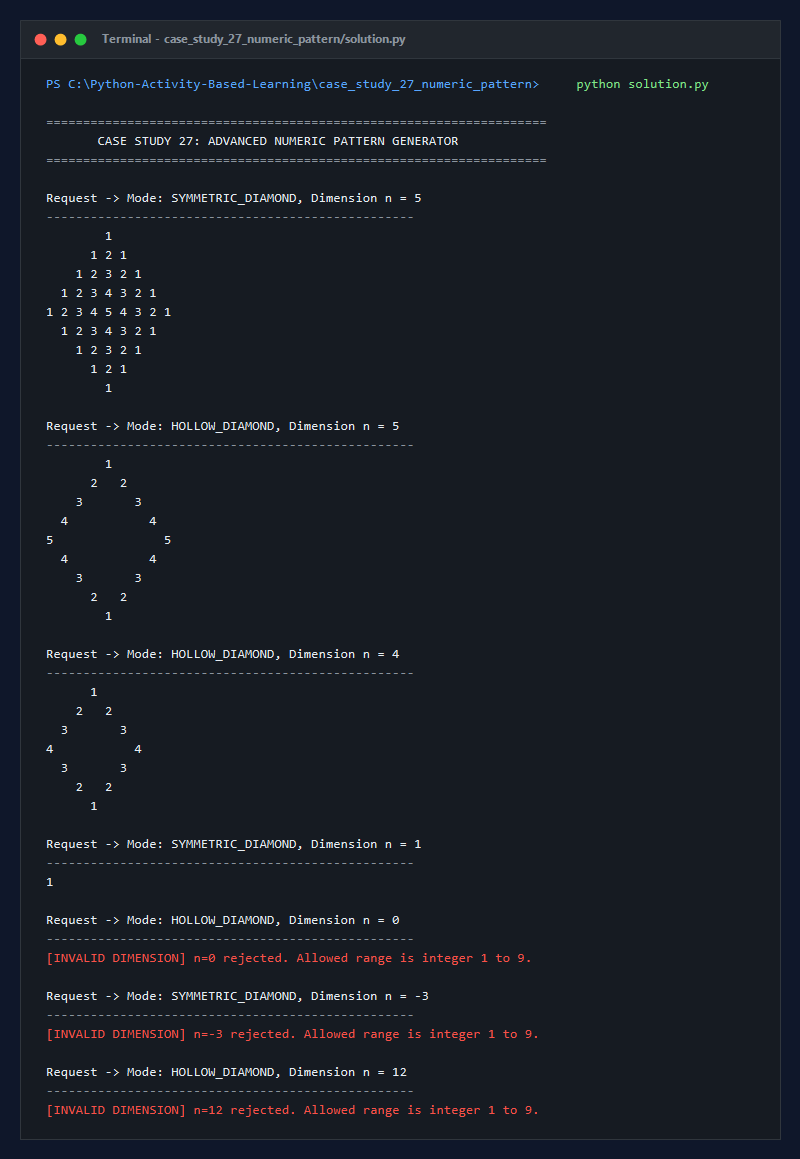 Terminal - case_study_27_numeric_pattern/solution.py
PS C:\Python-Activity-Based-Learning\case_study_27_numeric_pattern>     python solution.py
====================================================================
       CASE STUDY 27: ADVANCED NUMERIC PATTERN GENERATOR
====================================================================
Request -> Mode: SYMMETRIC_DIAMOND, Dimension n = 5
--------------------------------------------------
        1
      1 2 1
    1 2 3 2 1
  1 2 3 4 3 2 1
1 2 3 4 5 4 3 2 1
  1 2 3 4 3 2 1
    1 2 3 2 1
      1 2 1
        1
Request -> Mode: HOLLOW_DIAMOND, Dimension n = 5
--------------------------------------------------
        1
      2   2
    3       3
  4           4
5               5
  4           4
    3       3
      2   2
        1
Request -> Mode: HOLLOW_DIAMOND, Dimension n = 4
--------------------------------------------------
      1
    2   2
  3       3
4           4
  3       3
    2   2
      1
Request -> Mode: SYMMETRIC_DIAMOND, Dimension n = 1
--------------------------------------------------
1
Request -> Mode: HOLLOW_DIAMOND, Dimension n = 0
--------------------------------------------------
[INVALID DIMENSION] n=0 rejected. Allowed range is integer 1 to 9.
Request -> Mode: SYMMETRIC_DIAMOND, Dimension n = -3
--------------------------------------------------
[INVALID DIMENSION] n=-3 rejected. Allowed range is integer 1 to 9.
Request -> Mode: HOLLOW_DIAMOND, Dimension n = 12
--------------------------------------------------
[INVALID DIMENSION] n=12 rejected. Allowed range is integer 1 to 9.